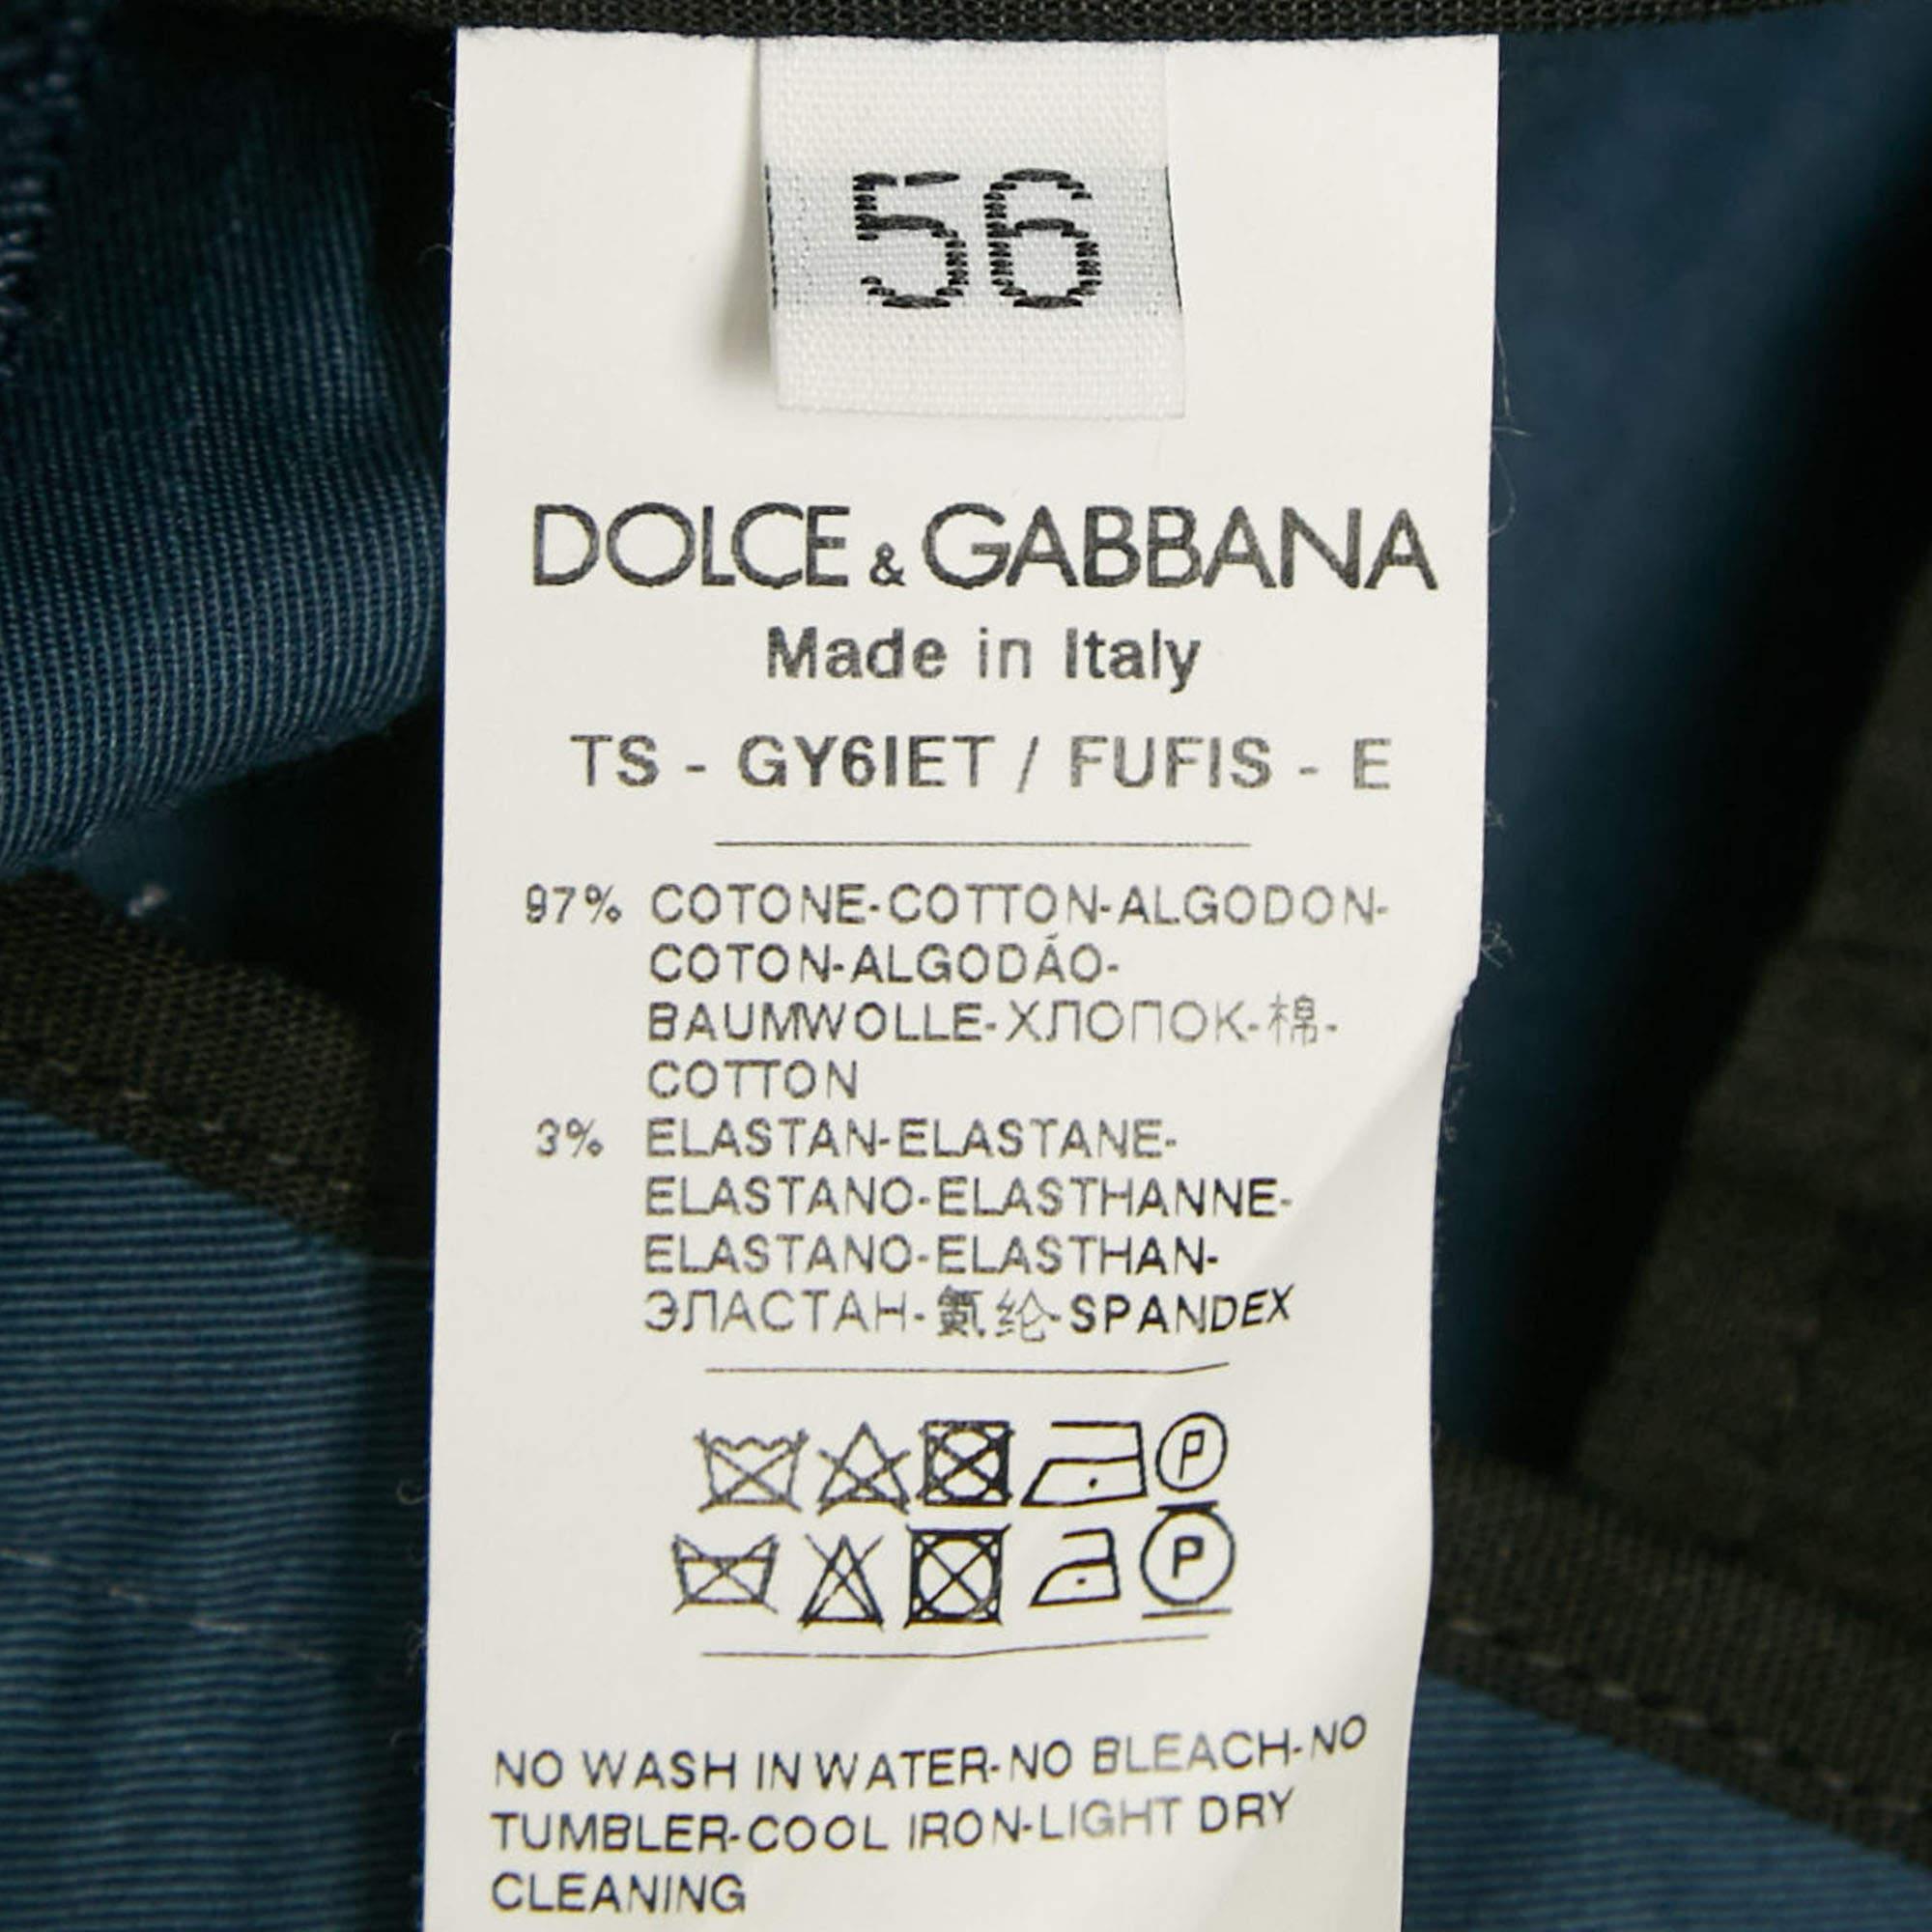 56
DOLCE & GABBANA
Made in Italy
TS - GY6IET / FUFIS - E
97% COTONE-COTTON-ALGODON-
COTON-ALGODÃO-
BAUMWOLLE-ХЛОПОК-棉-
COTTON
3% ELASTAN-ELASTANE-
ELASTANO-ELASTHANNE-
ELASTANO-ELASTHAN-
ЭЛАСТАН-氨纶-SPANDEX
P
P
NO WASH IN WATER-NO BLEACH-NO
TUMBLER-COOL IRON-LIGHT DRY
CLEANING